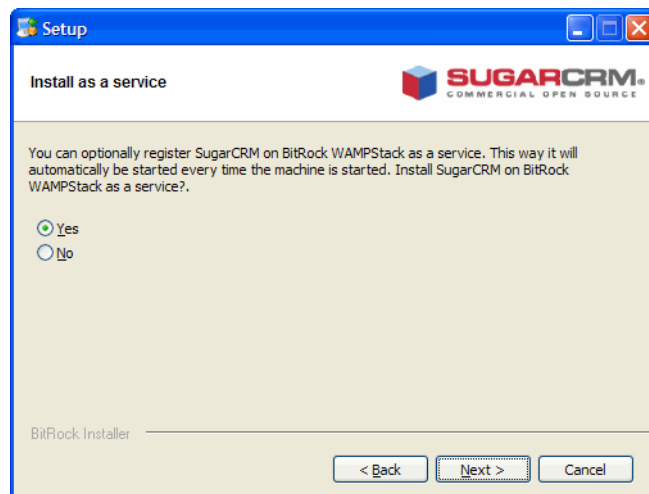 Setup
Install as a service
SUGARCRM®
COMMERCIAL OPEN SOURCE
You can optionally register SugarCRM on BitRock WAMPStack as a service. This way it will
automatically be started every time the machine is started. Install SugarCRM on BitRock
WAMPStack as a service?.
Yes
No
BitRock Installer
< Back
Next >
Cancel